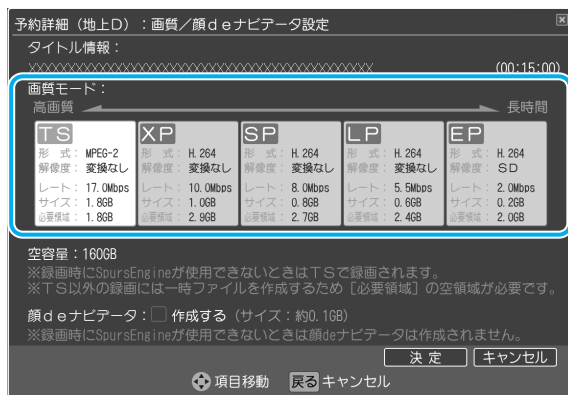 予約詳細（地上Ｄ）：画質／顔ｄｅナビデータ設定
タイトル情報：
XXXXXXXXXXXXXXXXXXXXXXXXXXXXXXXXXXXXXXXXXXXXXXXXXX (00:15:00)
画質モード：
高画質 長時間
TS XP SP LP EP
形　式： MPEG-2 形　式： H.264 形　式： H.264 形　式： H.264 形　式： H.264
解像度： 変換なし 解像度： 変換なし 解像度： 変換なし 解像度： 変換なし 解像度： ＳＤ
レート： 17.0Mbps レート： 10.0Mbps レート： 8.0Mbps レート： 5.5Mbps レート： 2.0Mbps
サイズ： 1.8GB サイズ： 1.0GB サイズ： 0.8GB サイズ： 0.6GB サイズ： 0.2GB
必要領域： 1.8GB 必要領域： 2.9GB 必要領域： 2.7GB 必要領域： 2.4GB 必要領域： 2.0GB
空容量：160GB
※録画時にSpursEngineが使用できないときはＴＳで録画されます。
※ＴＳ以外の録画には一時ファイルを作成するため［必要領域］の空領域が必要です。
顔ｄｅナビデータ： 作成する（サイズ：約0.1GB）
※録画時にSpursEngineが使用できないときは顔deナビデータは作成されません。
決 定 キャンセル
項目移動 戻る キャンセル